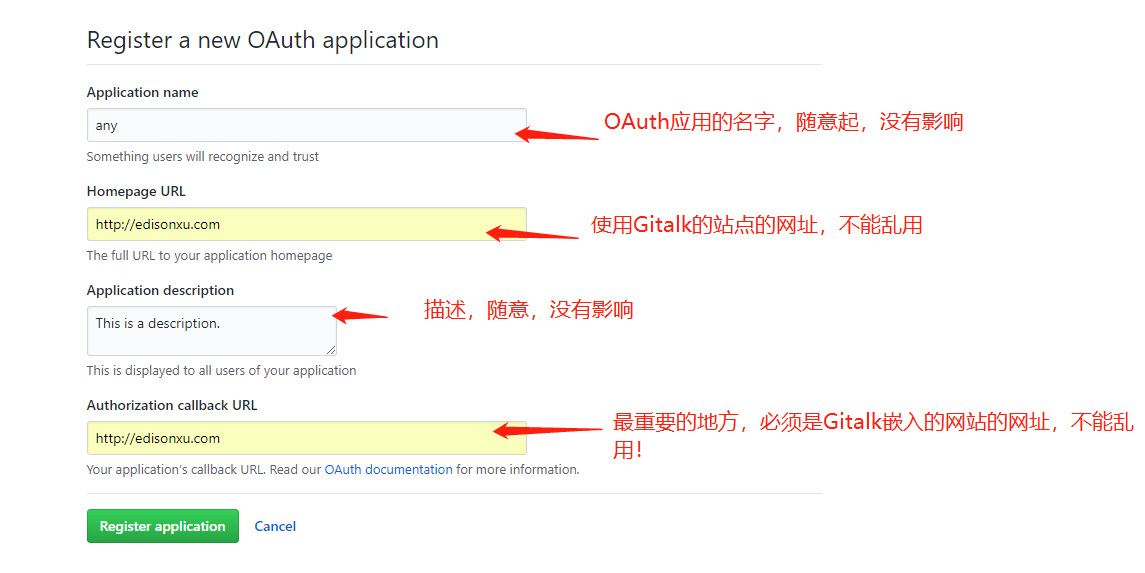 Register a new OAuth application
Application name
any
OAuth应用的名字，随意起，没有影响
Something users will recognize and trust
Homepage URL
http://edisonxu.com
使用Gitalk的站点的网址，不能乱用
The full URL to your application homepage
Application description
This is a description.
描述，随意，没有影响
This is displayed to all users of your application
Authorization callback URL
http://edisonxu.com
最重要的地方，必须是Gitalk嵌入的网站的网址，不能乱
用！
Your application's callback URL. Read our OAuth documentation for more information.
Register application Cancel